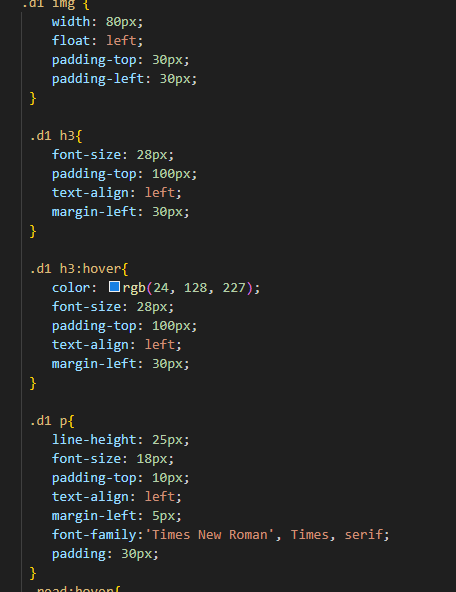 .d1 img {
width: 80px;
float: left;
padding-top: 30px;
padding-left: 30px;
}
.d1 h3{
font-size: 28px;
padding-top: 100px;
text-align: left;
margin-left: 30px;
}
.d1 h3:hover{
color: rgb(24, 128, 227);
font-size: 28px;
padding-top: 100px;
text-align: left;
margin-left: 30px;
}
.d1 p{
line-height: 25px;
font-size: 18px;
padding-top: 10px;
text-align: left;
margin-left: 5px;
font-family:'Times New Roman', Times, serif;
padding: 30px;
}
.read:hover{